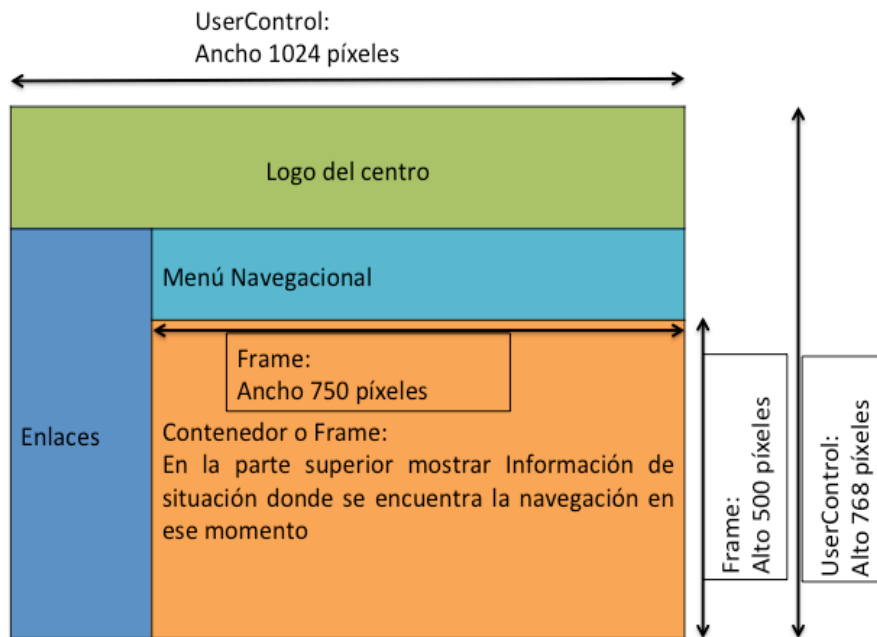 UserControl:
Ancho 1024 píxeles
Logo del centro
Menú Navegacional
Frame:
Ancho 750 píxeles
Enlaces
Contenedor o Frame:
En la parte superior mostrar Información de
situación donde se encuentra la navegación en
ese momento
Frame:
Alto 500 píxeles
UserControl:
Alto 768 píxeles